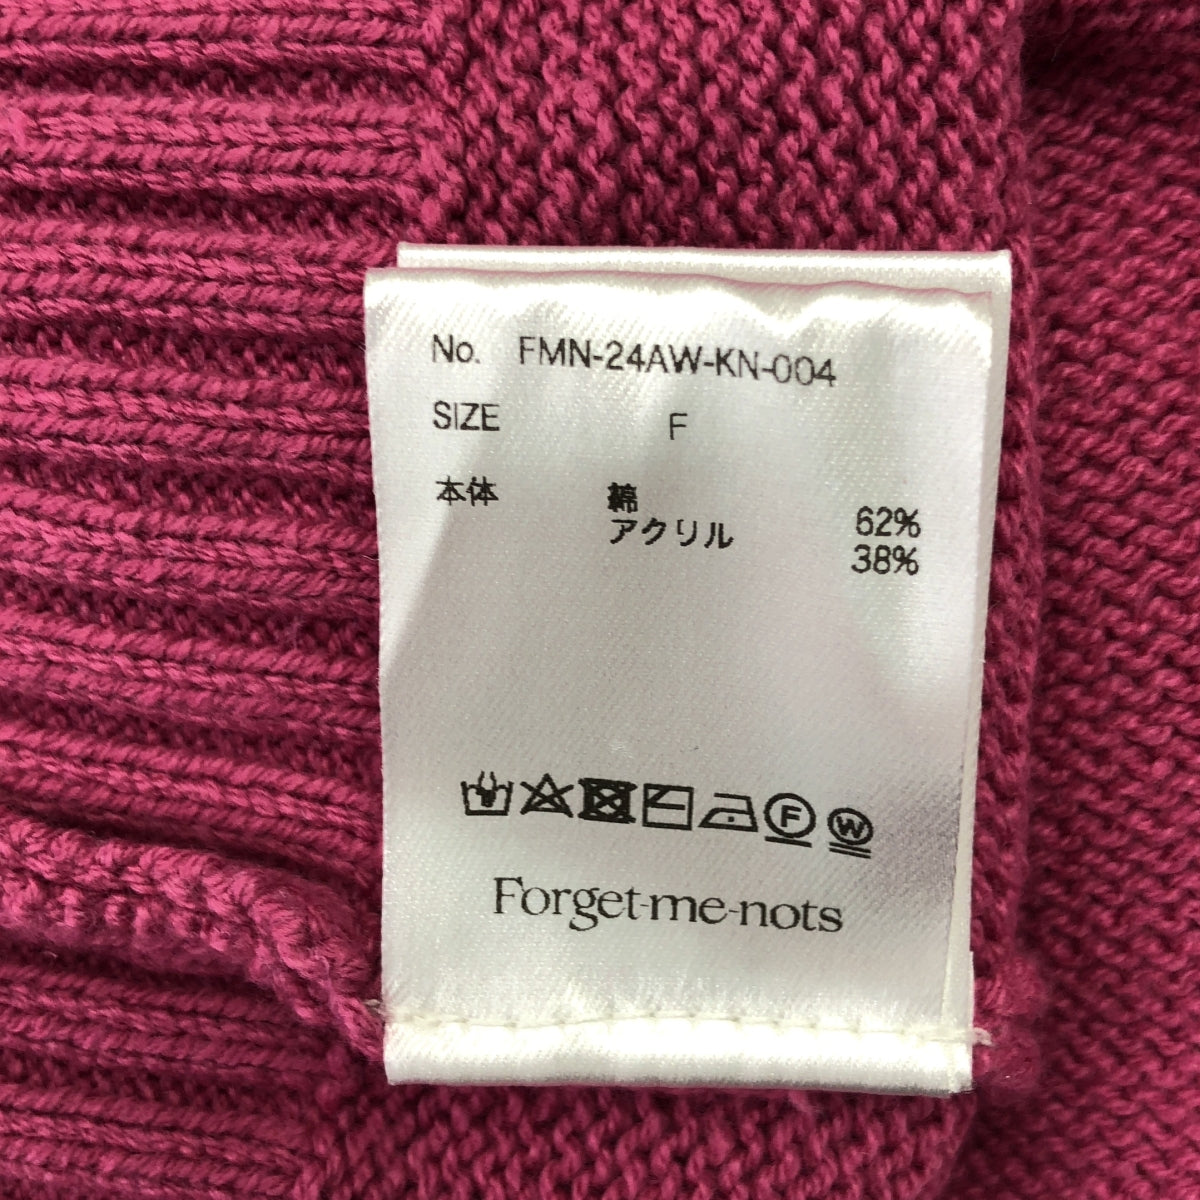 No. FMN-24AW-KN-004
SIZE F
本体 綿 62%
アクリル 38%
F W
Forget-me-nots